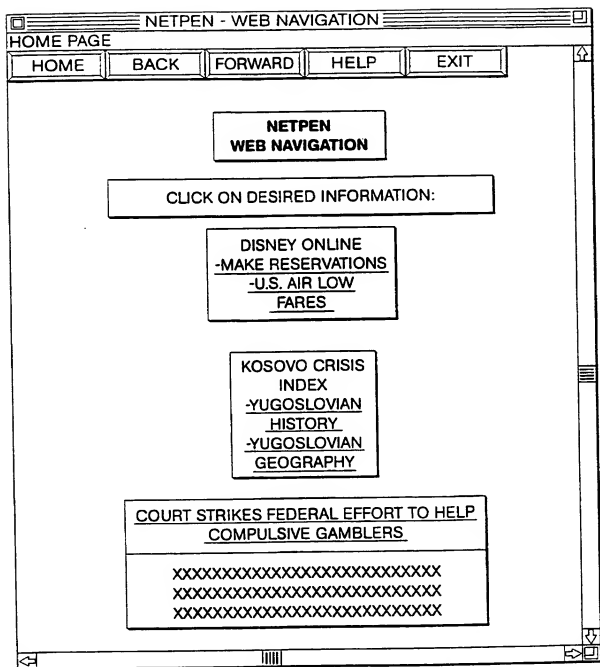 NETPEN - WEB NAVIGATION
HOME PAGE
HOME BACK FORWARD HELP EXIT
NETPEN
WEB NAVIGATION
CLICK ON DESIRED INFORMATION:
DISNEY ONLINE
-MAKE RESERVATIONS
-U.S. AIR LOW
FARES
KOSOVO CRISIS
INDEX
-YUGOSLOVIAN
HISTORY
-YUGOSLOVIAN
GEOGRAPHY
COURT STRIKES FEDERAL EFFORT TO HELP
COMPULSIVE GAMBLERS
XXXXXXXXXXXXXXXXXXXXXXXXXXX
XXXXXXXXXXXXXXXXXXXXXXXXXXX
XXXXXXXXXXXXXXXXXXXXXXXXXXX